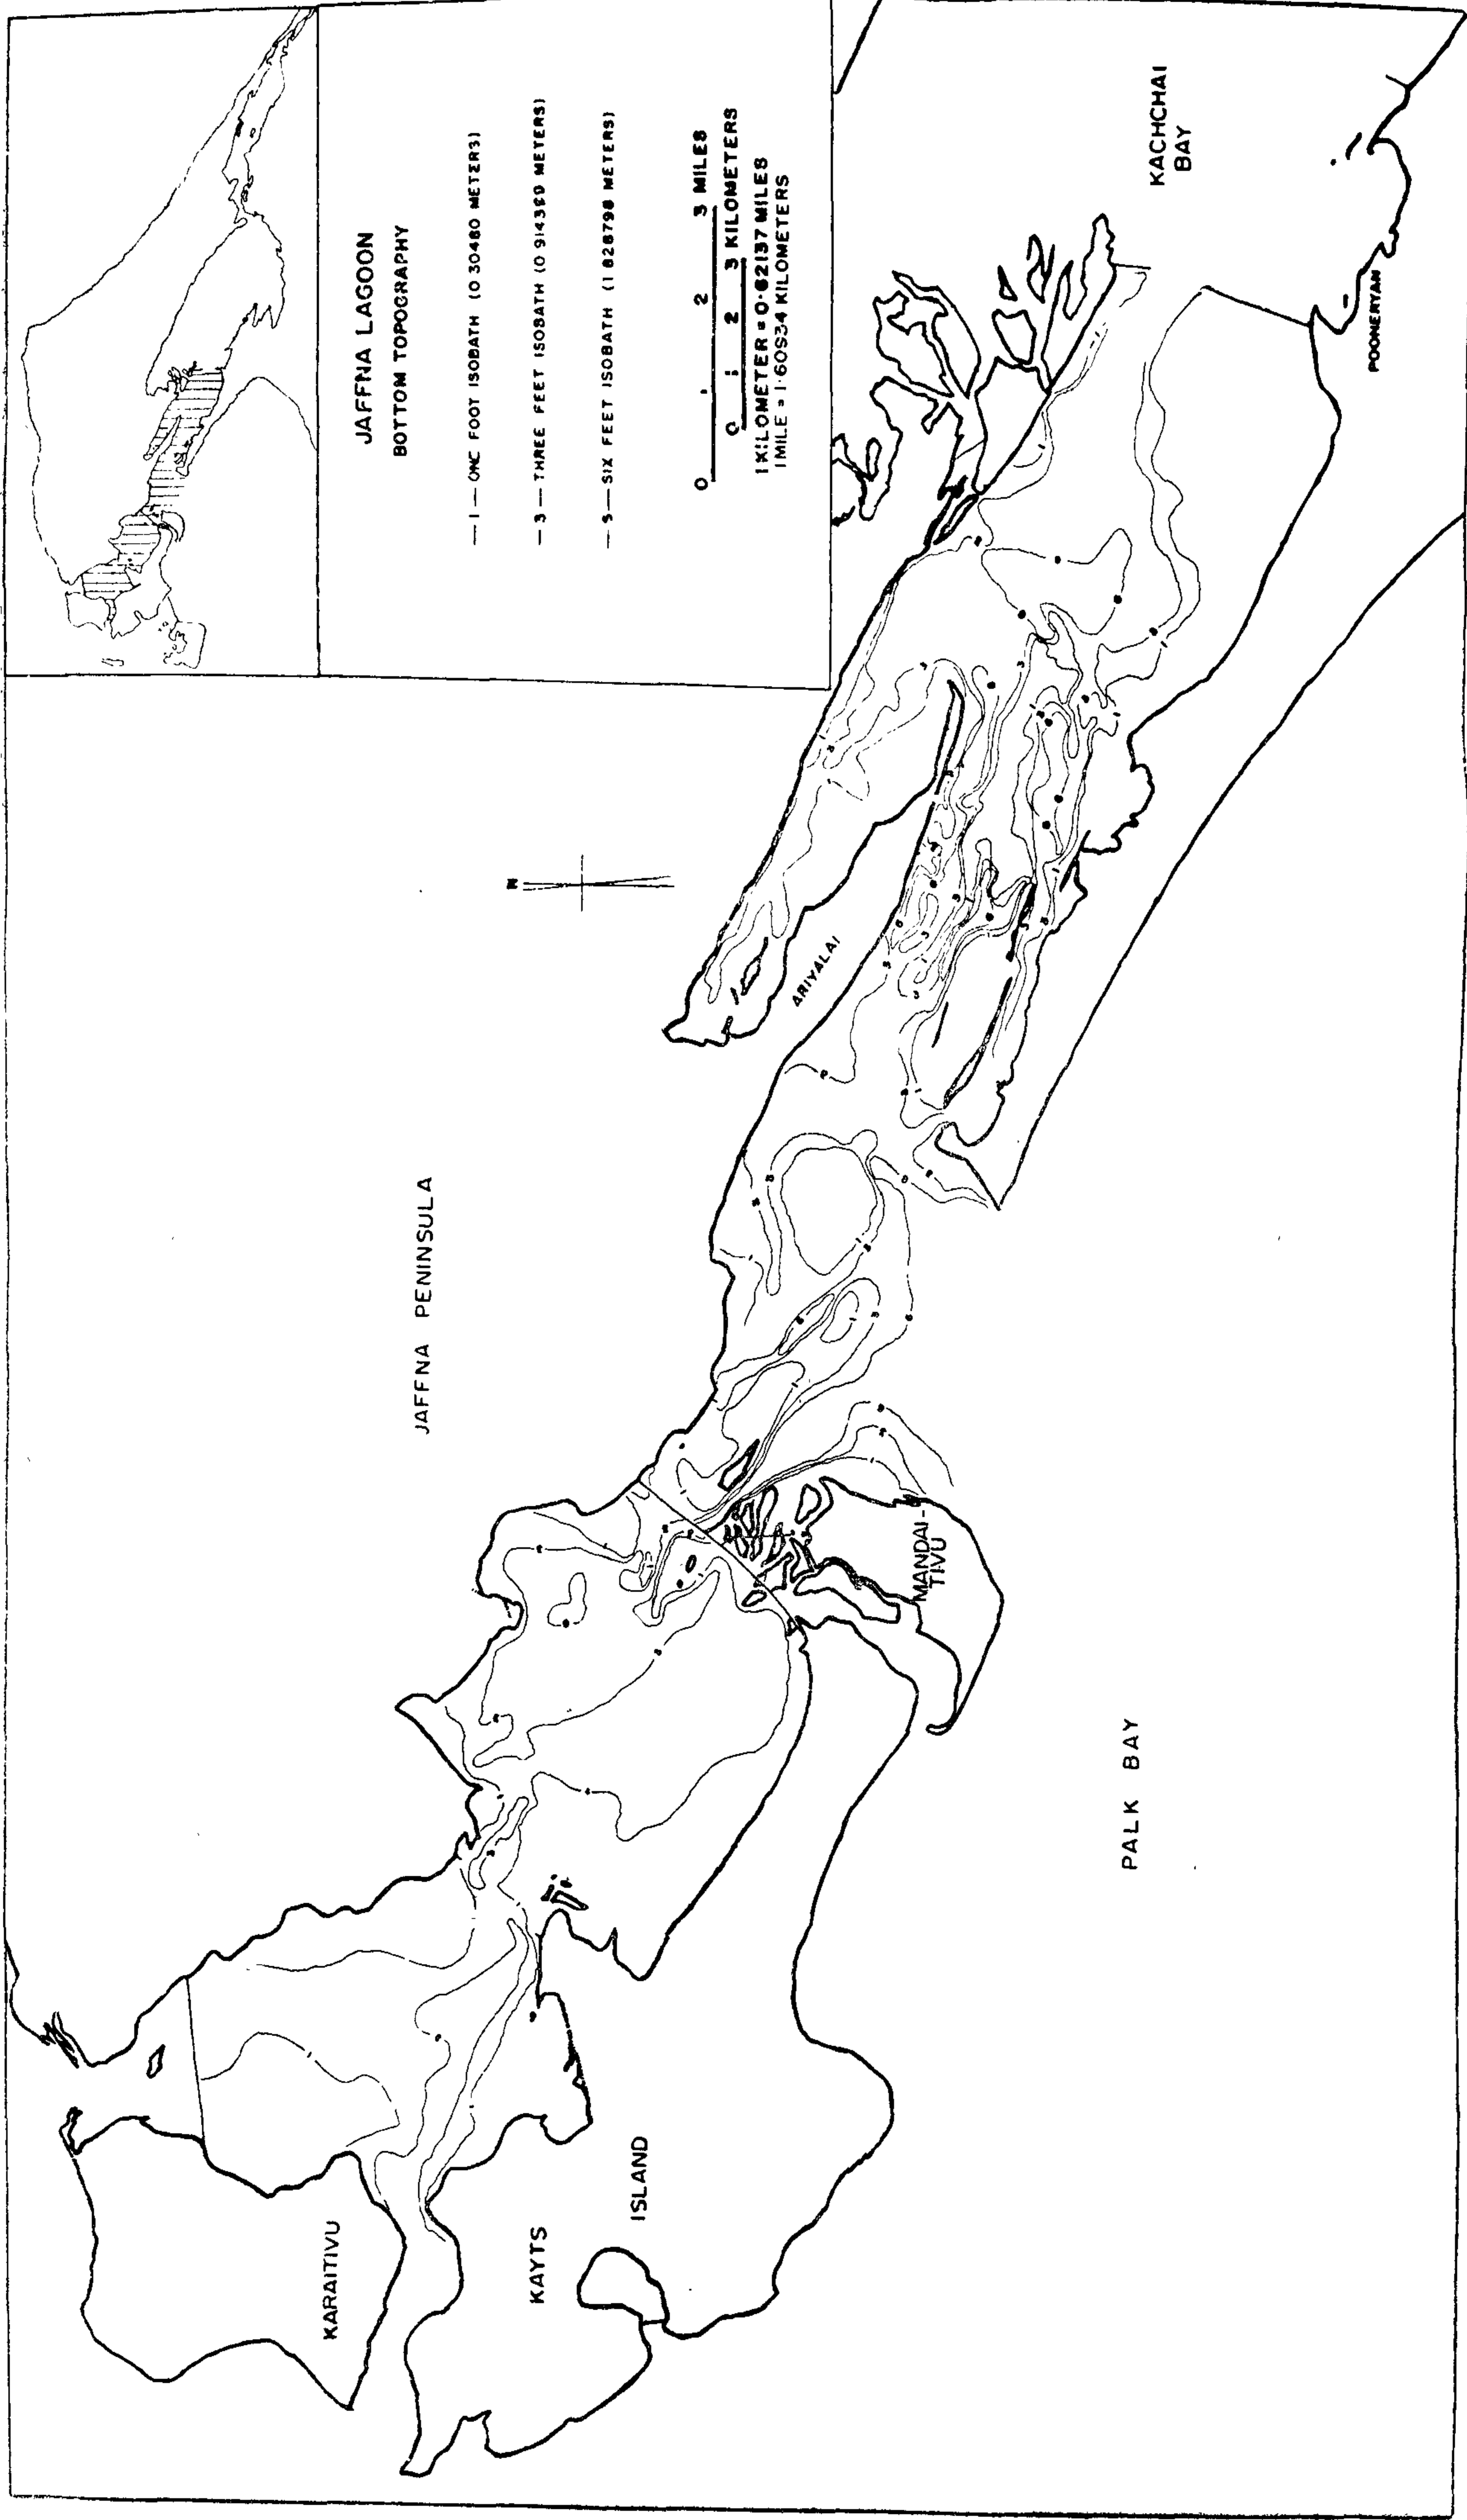 JAFFNA LAGOON
BOTTOM TOPOGRAPHY
— 1 — ONE FOOT ISOBATH (0 30480 METERS)
— 3 — THREE FEET ISOBATH (0 914399 METERS)
— 5 — SIX FEET ISOBATH (1 828798 METERS)
0 1 2 3 MILES
0 1 2 3 KILOMETERS
1 KILOMETER = 0·62137 MILES
1 MILE = 1·60934 KILOMETERS
N
JAFFNA PENINSULA
KARAITIVU
KAYTS
ISLAND
MANDAI-
TIVU
PALK BAY
ARIYALAI
KACHCHAI
BAY
POONERYAN